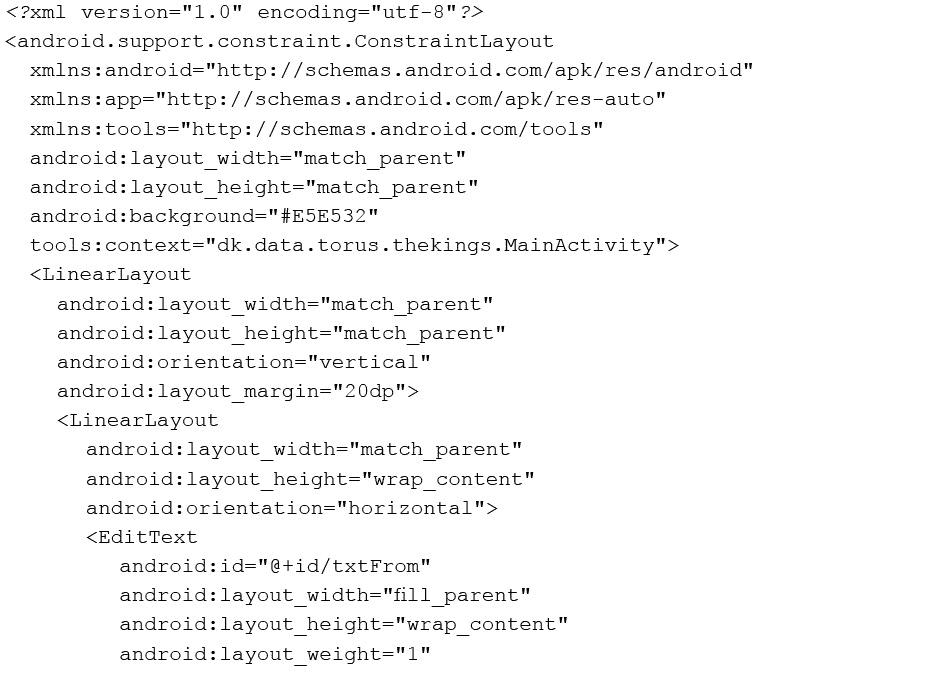 <?xml version="1.0" encoding="utf-8"?>
<android.support.constraint.ConstraintLayout
xmlns:android="http://schemas.android.com/apk/res/android"
xmlns:app="http://schemas.android.com/apk/res-auto"
xmlns:tools="http://schemas.android.com/tools"
android:layout_width="match_parent"
android:layout_height="match_parent"
android:background="#E5E532"
tools:context="dk.data.torus.thekings.MainActivity">
<LinearLayout
android:layout_width="match_parent"
android:layout_height="match_parent"
android:orientation="vertical"
android:layout_margin="20dp">
<LinearLayout
android:layout_width="match_parent"
android:layout_height="wrap_content"
android:orientation="horizontal">
<EditText
android:id="@+id/txtFrom"
android:layout_width="fill_parent"
android:layout_height="wrap_content"
android:layout_weight="1"